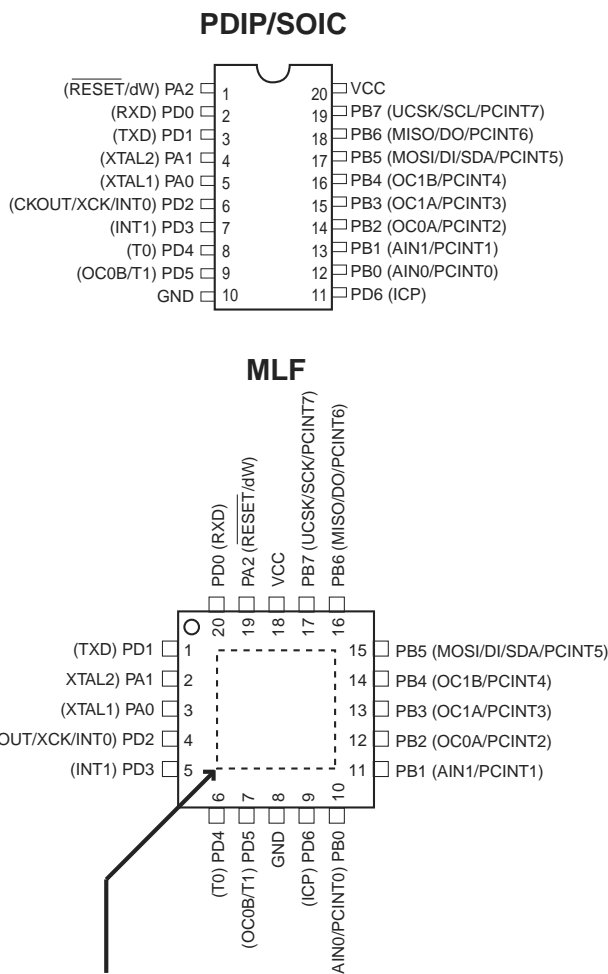 PDIP/SOIC
(RESET/dW) PA2 1
(RXD) PD0 2
(TXD) PD1 3
(XTAL2) PA1 4
(XTAL1) PA0 5
(CKOUT/XCK/INT0) PD2 6
(INT1) PD3 7
(T0) PD4 8
(OC0B/T1) PD5 9
GND 10
20 VCC
19 PB7 (UCSK/SCL/PCINT7)
18 PB6 (MISO/DO/PCINT6)
17 PB5 (MOSI/DI/SDA/PCINT5)
16 PB4 (OC1B/PCINT4)
15 PB3 (OC1A/PCINT3)
14 PB2 (OC0A/PCINT2)
13 PB1 (AIN1/PCINT1)
12 PB0 (AIN0/PCINT0)
11 PD6 (ICP)
MLF
PD0 (RXD)
PA2 (RESET/dW)
VCC
PB7 (UCSK/SCK/PCINT7)
PB6 (MISO/DO/PCINT6)
20
19
18
17
16
(TXD) PD1 1
XTAL2) PA1 2
(XTAL1) PA0 3
OUT/XCK/INT0) PD2 4
(INT1) PD3 5
15 PB5 (MOSI/DI/SDA/PCINT5)
14 PB4 (OC1B/PCINT4)
13 PB3 (OC1A/PCINT3)
12 PB2 (OC0A/PCINT2)
11 PB1 (AIN1/PCINT1)
6
7
8
9
10
(T0) PD4
(OC0B/T1) PD5
GND
(ICP) PD6
AIN0/PCINT0) PB0